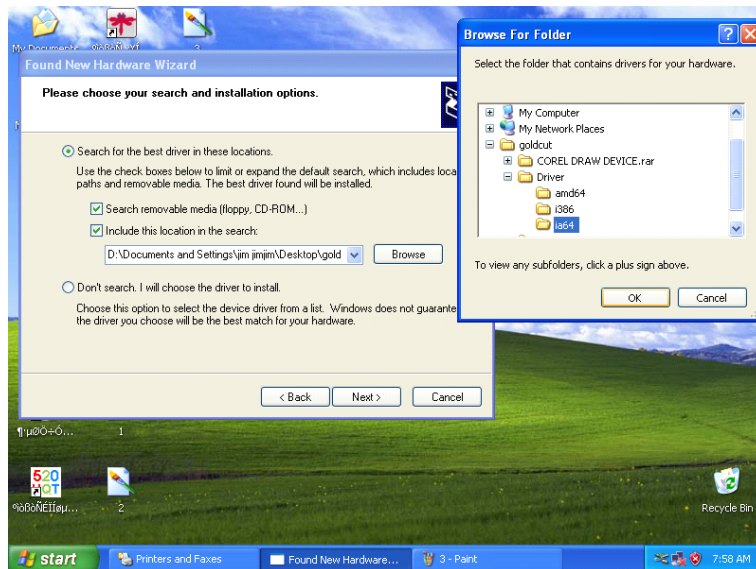 My Documents
3
Found New Hardware Wizard
Please choose your search and installation options.
Search for the best driver in these locations.
Use the check boxes below to limit or expand the default search, which includes loca
paths and removable media. The best driver found will be installed.
Search removable media (floppy, CD-ROM...)
Include this location in the search:
D:\Documents and Settings\jim jimjim\Desktop\gold
Browse
Don't search. I will choose the driver to install.
Choose this option to select the device driver from a list. Windows does not guarante
the driver you choose will be the best match for your hardware.
< Back
Next >
Cancel
Browse For Folder
Select the folder that contains drivers for your hardware.
My Computer
My Network Places
goldcut
COREL DRAW DEVICE.rar
Driver
amd64
i386
ia64
To view any subfolders, click a plus sign above.
OK
Cancel
1
520
HQT
2
Recycle Bin
start
Printers and Faxes
Found New Hardware...
3 - Paint
7:58 AM